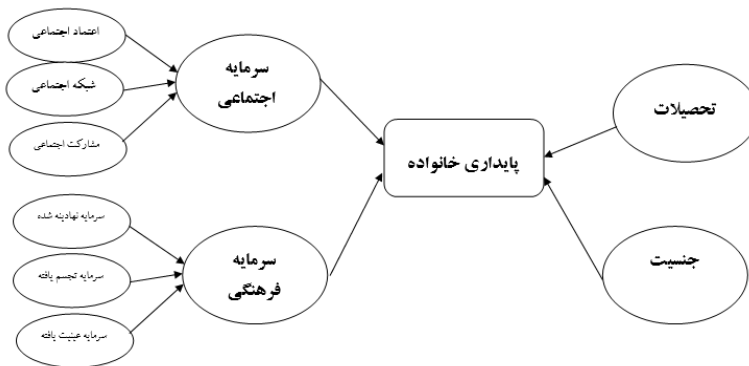 اعتماد اجتماعی
شبکه اجتماعی
مشارکت اجتماعی
سرمایه
اجتماعی
سرمایه نهادینه شده
سرمایه تجسم یافته
سرمایه عینیت یافته
سرمایه
فرهنگی
پایداری خانواده
تحصیلات
جنسیت